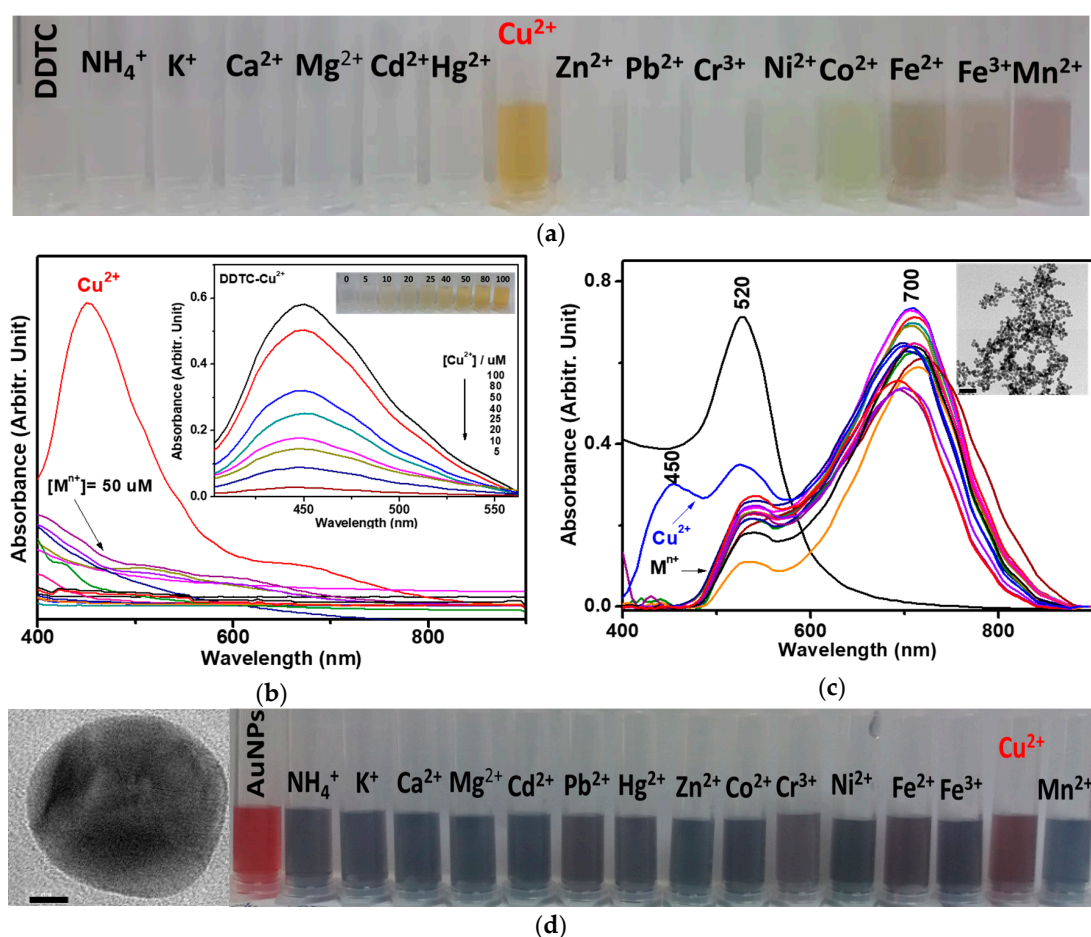 DDTC NH₄⁺ K⁺ Ca²⁺ Mg²⁺ Cd²⁺ Hg²⁺ Cu²⁺ Zn²⁺ Pb²⁺ Cr³⁺ Ni²⁺ Co²⁺ Fe²⁺ Fe³⁺ Mn²⁺
(a)
Absorbance (Arbitr. Unit)
Cu²⁺
[Mⁿ⁺]= 50 uM
400 600 800
Wavelength (nm)
Absorbance (Arbitr. Unit)
0.6
0.4
0.2
0.0
DDTC-Cu²⁺
0 5 10 20 25 40 50 80 100
[Cu²⁺] / uM
100
80
50
40
25
20
10
5
450 500 550
Wavelength (nm)
(b)
Absorbance (Arbitr. Unit)
0.8
0.4
0.0
520
700
450
Cu²⁺
Mⁿ⁺
400 600 800
Wavelength (nm)
(c)
AuNPs NH₄⁺ K⁺ Ca²⁺ Mg²⁺ Cd²⁺ Pb²⁺ Hg²⁺ Zn²⁺ Co²⁺ Cr³⁺ Ni²⁺ Fe²⁺ Fe³⁺ Cu²⁺ Mn²⁺
(d)